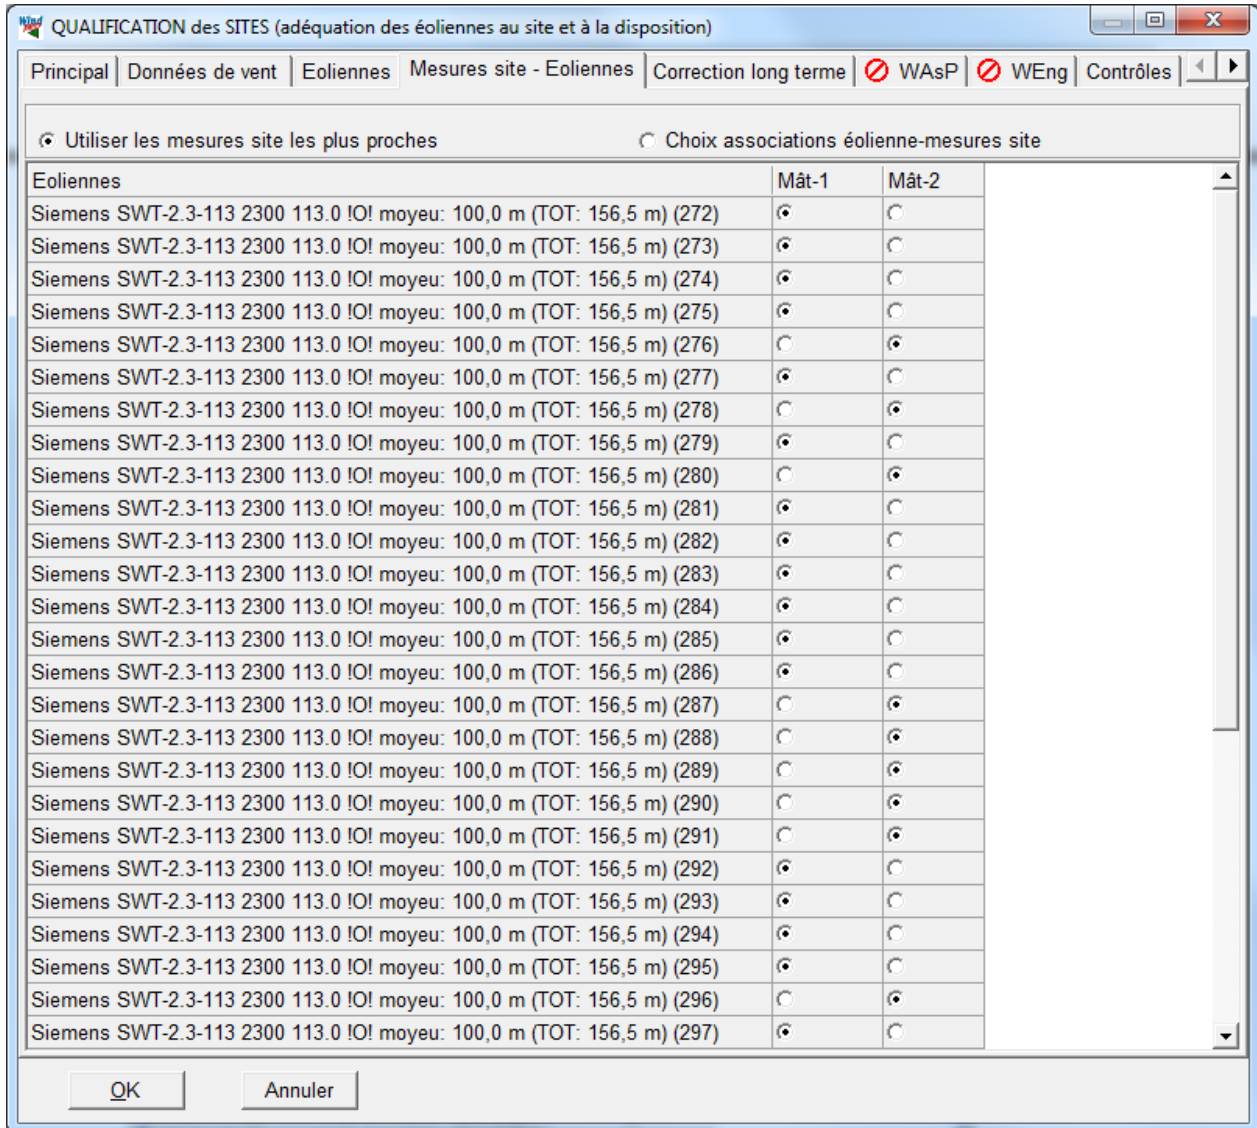 QUALIFICATION des SITES (adéquation des éoliennes au site et à la disposition)
Principal Données de vent Eoliennes Mesures site - Eoliennes Correction long terme WAsP WEng Contrôles
Utiliser les mesures site les plus proches Choix associations éolienne-mesures site
Eoliennes Mât-1 Mât-2
Siemens SWT-2.3-113 2300 113.0 !O! moyeu: 100,0 m (TOT: 156,5 m) (272)
Siemens SWT-2.3-113 2300 113.0 !O! moyeu: 100,0 m (TOT: 156,5 m) (273)
Siemens SWT-2.3-113 2300 113.0 !O! moyeu: 100,0 m (TOT: 156,5 m) (274)
Siemens SWT-2.3-113 2300 113.0 !O! moyeu: 100,0 m (TOT: 156,5 m) (275)
Siemens SWT-2.3-113 2300 113.0 !O! moyeu: 100,0 m (TOT: 156,5 m) (276)
Siemens SWT-2.3-113 2300 113.0 !O! moyeu: 100,0 m (TOT: 156,5 m) (277)
Siemens SWT-2.3-113 2300 113.0 !O! moyeu: 100,0 m (TOT: 156,5 m) (278)
Siemens SWT-2.3-113 2300 113.0 !O! moyeu: 100,0 m (TOT: 156,5 m) (279)
Siemens SWT-2.3-113 2300 113.0 !O! moyeu: 100,0 m (TOT: 156,5 m) (280)
Siemens SWT-2.3-113 2300 113.0 !O! moyeu: 100,0 m (TOT: 156,5 m) (281)
Siemens SWT-2.3-113 2300 113.0 !O! moyeu: 100,0 m (TOT: 156,5 m) (282)
Siemens SWT-2.3-113 2300 113.0 !O! moyeu: 100,0 m (TOT: 156,5 m) (283)
Siemens SWT-2.3-113 2300 113.0 !O! moyeu: 100,0 m (TOT: 156,5 m) (284)
Siemens SWT-2.3-113 2300 113.0 !O! moyeu: 100,0 m (TOT: 156,5 m) (285)
Siemens SWT-2.3-113 2300 113.0 !O! moyeu: 100,0 m (TOT: 156,5 m) (286)
Siemens SWT-2.3-113 2300 113.0 !O! moyeu: 100,0 m (TOT: 156,5 m) (287)
Siemens SWT-2.3-113 2300 113.0 !O! moyeu: 100,0 m (TOT: 156,5 m) (288)
Siemens SWT-2.3-113 2300 113.0 !O! moyeu: 100,0 m (TOT: 156,5 m) (289)
Siemens SWT-2.3-113 2300 113.0 !O! moyeu: 100,0 m (TOT: 156,5 m) (290)
Siemens SWT-2.3-113 2300 113.0 !O! moyeu: 100,0 m (TOT: 156,5 m) (291)
Siemens SWT-2.3-113 2300 113.0 !O! moyeu: 100,0 m (TOT: 156,5 m) (292)
Siemens SWT-2.3-113 2300 113.0 !O! moyeu: 100,0 m (TOT: 156,5 m) (293)
Siemens SWT-2.3-113 2300 113.0 !O! moyeu: 100,0 m (TOT: 156,5 m) (294)
Siemens SWT-2.3-113 2300 113.0 !O! moyeu: 100,0 m (TOT: 156,5 m) (295)
Siemens SWT-2.3-113 2300 113.0 !O! moyeu: 100,0 m (TOT: 156,5 m) (296)
Siemens SWT-2.3-113 2300 113.0 !O! moyeu: 100,0 m (TOT: 156,5 m) (297)
OK Annuler